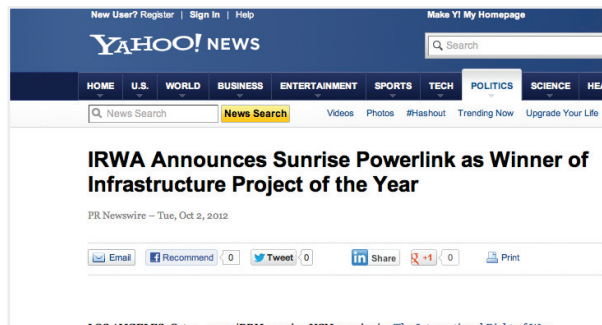 New User? Register | Sign In | Help Make Y! My Homepage
YAHOO! NEWS
Search
HOME U.S. WORLD BUSINESS ENTERTAINMENT SPORTS TECH POLITICS SCIENCE
News Search News Search Videos Photos #Hashout Trending Now Upgrade Your Life
IRWA Announces Sunrise Powerlink as Winner of
Infrastructure Project of the Year
PR Newswire – Tue, Oct 2, 2012
Email Recommend 0 Tweet 0 in Share +1 0 Print